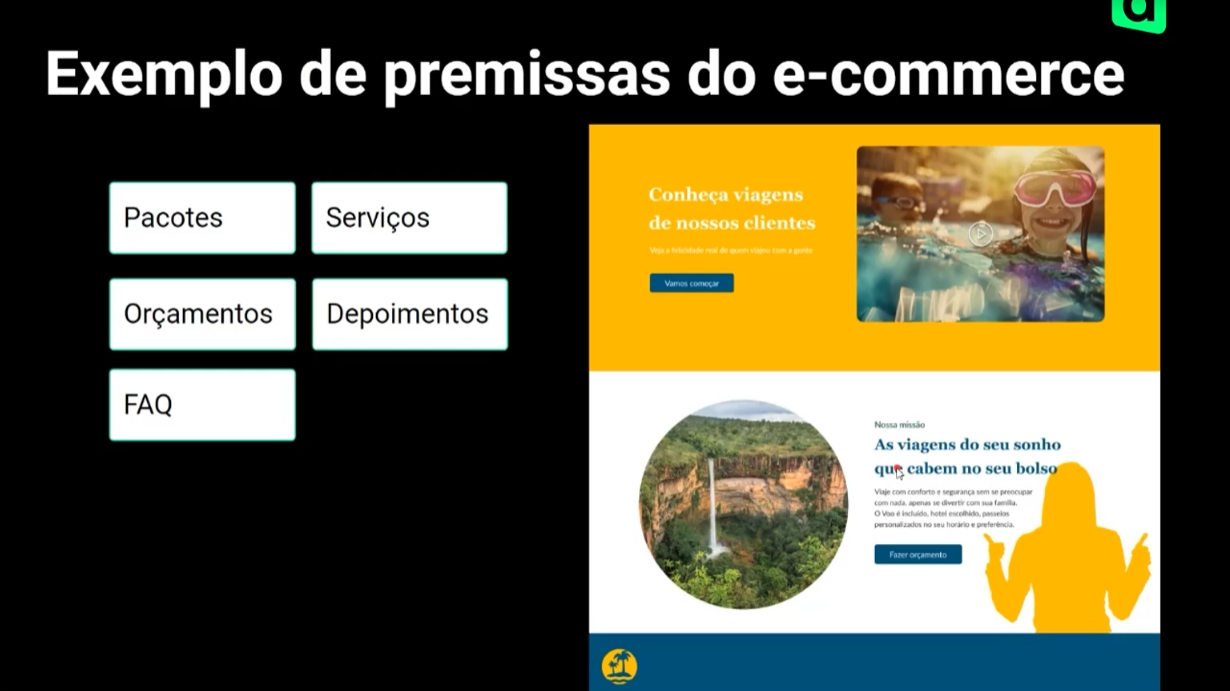 Exemplo de premissas do e-commerce
Pacotes
Serviços
Orçamentos
Depoimentos
FAQ
Conheça viagens
de nossos clientes
Veja a felicidade real de quem viajou com a gente
Vamos começar
Nossa missão
As viagens do seu sonho
que cabem no seu bolso
Viaje com conforto e segurança sem se preocupar
com nada, apenas se divertir com sua família.
O Voo é incluído, hotel escolhido, passeios
personalizados no seu horário e preferência.
Fazer orçamento